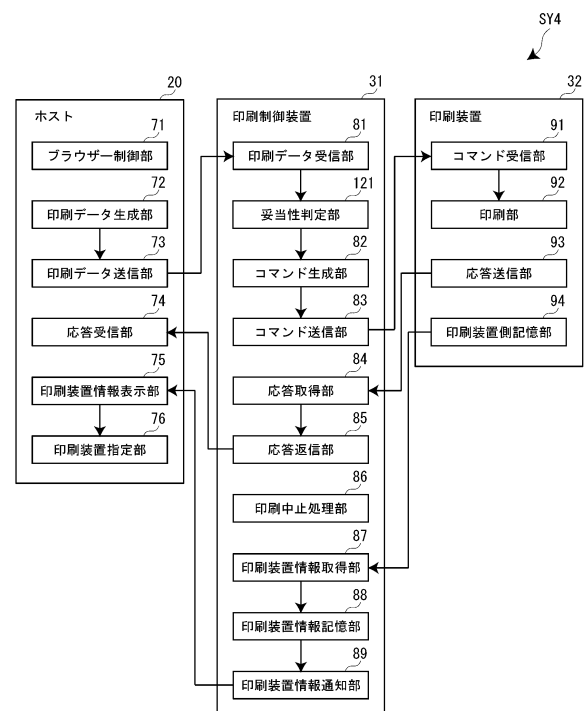 SY4
20
ホスト
71
ブラウザー制御部
72
印刷データ生成部
73
印刷データ送信部
74
応答受信部
75
印刷装置情報表示部
76
印刷装置指定部
31
印刷制御装置
81
印刷データ受信部
121
妥当性判定部
82
コマンド生成部
83
コマンド送信部
84
応答取得部
85
応答返信部
86
印刷中止処理部
87
印刷装置情報取得部
88
印刷装置情報記憶部
89
印刷装置情報通知部
32
印刷装置
91
コマンド受信部
92
印刷部
93
応答送信部
94
印刷装置側記憶部